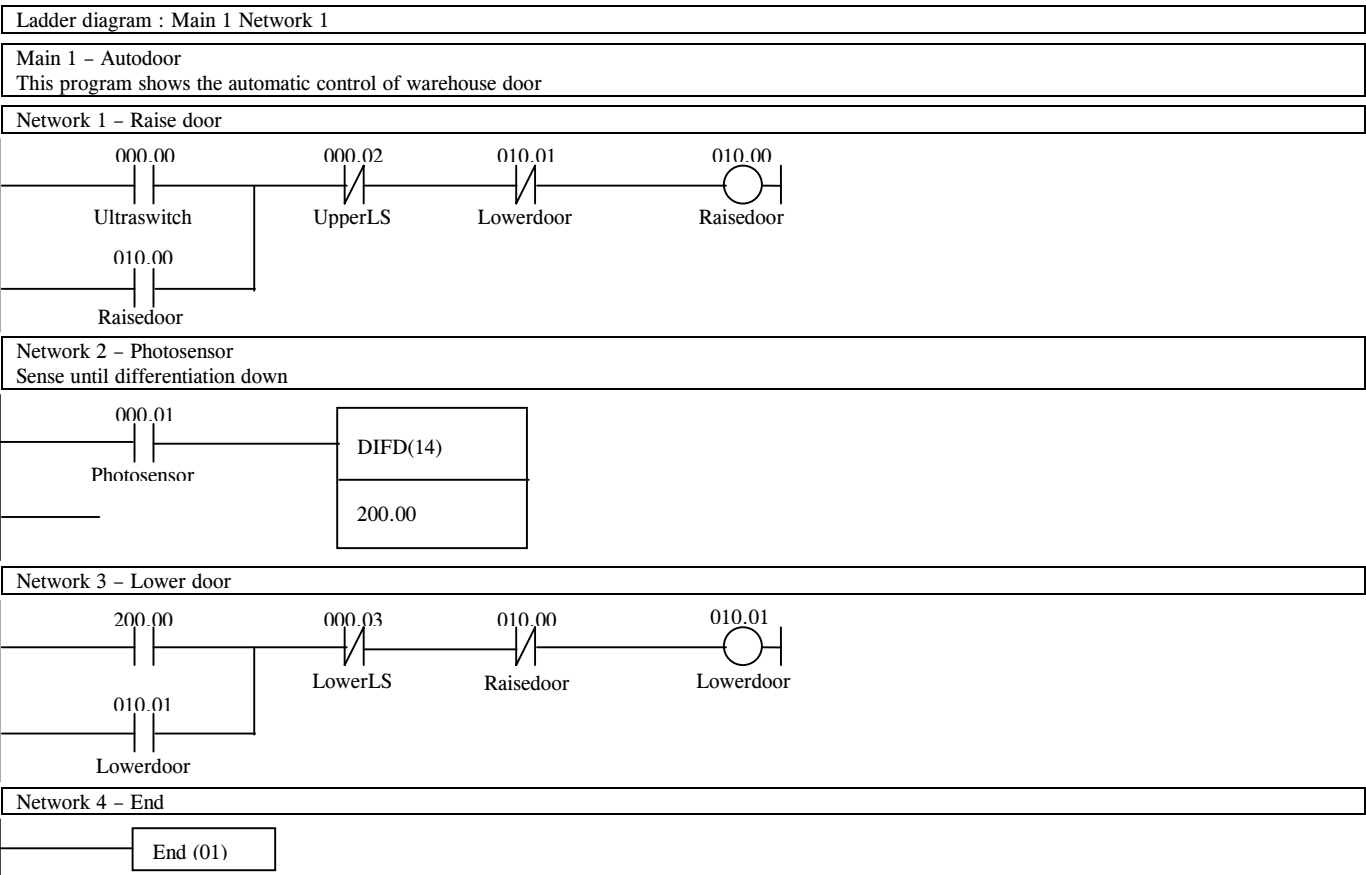 Ladder diagram : Main 1 Network 1
Main 1 – Autodoor
This program shows the automatic control of warehouse door
Network 1 – Raise door
000.00 000.02 010.01 010.00
Ultraswitch UpperLS Lowerdoor Raisedoor
010.00
Raisedoor
Network 2 – Photosensor
Sense until differentiation down
000.01
DIFD(14)
Photosensor
200.00
Network 3 – Lower door
200.00 000.03 010.00 010.01
LowerLS Raisedoor Lowerdoor
010.01
Lowerdoor
Network 4 – End
End (01)